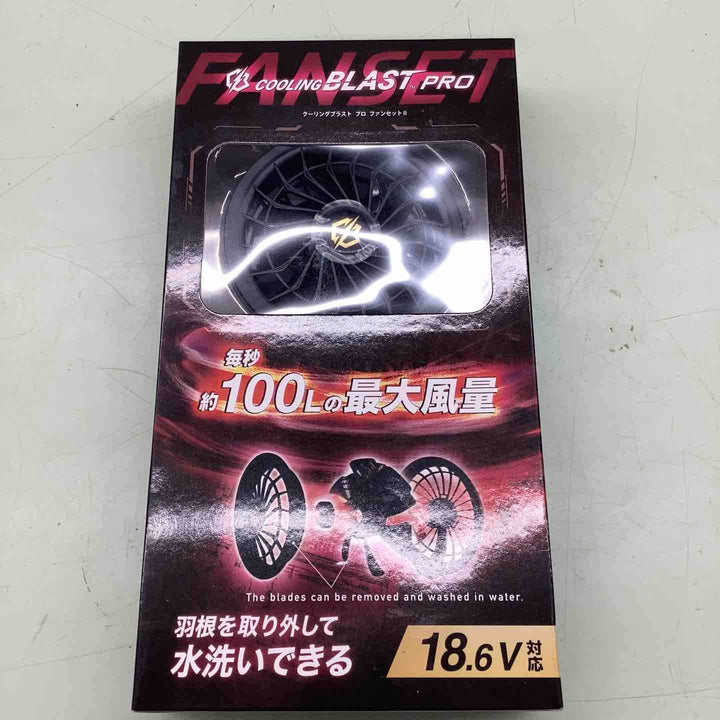 FANSET
COOLING BLAST PRO
クーリングブラスト プロ ファンセットII
毎秒
約100Lの最大風量
The blades can be removed and washed in water.
羽根を取り外して
水洗いできる
18.6V 対応